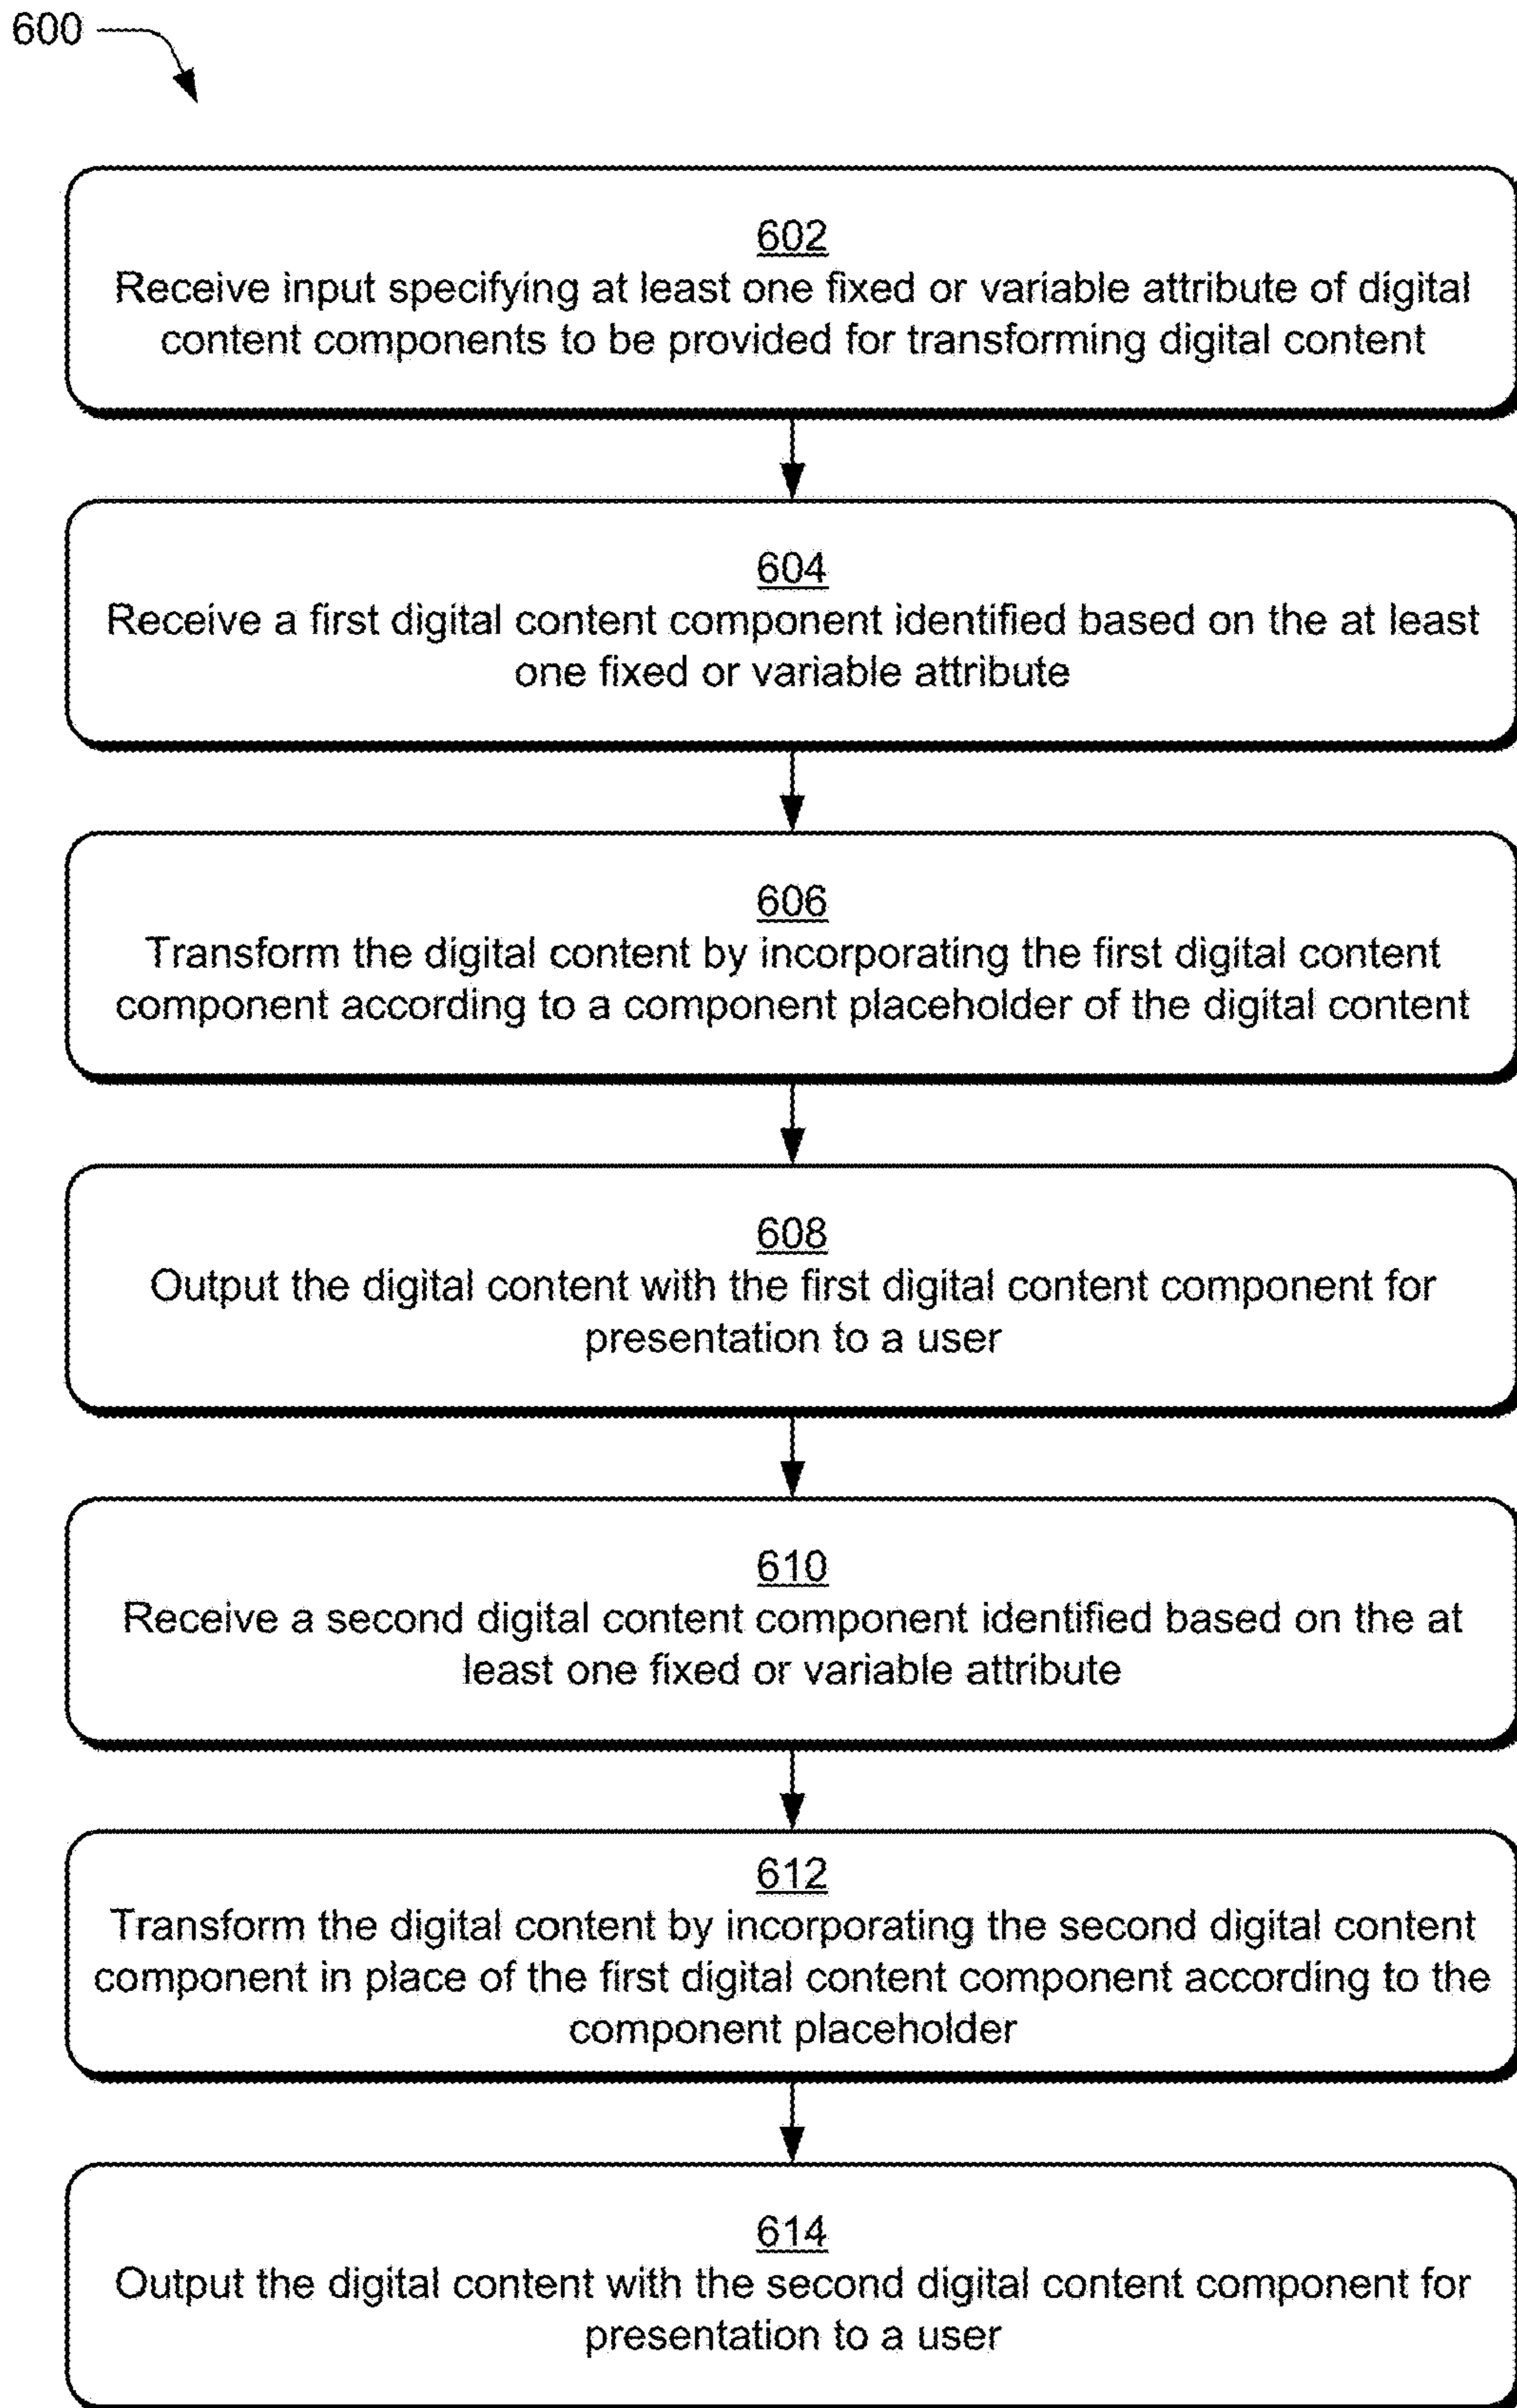 600
602
Receive input specifying at least one fixed or variable attribute of digital
content components to be provided for transforming digital content
604
Receive a first digital content component identified based on the at least
one fixed or variable attribute
606
Transform the digital content by incorporating the first digital content
component according to a component placeholder of the digital content
608
Output the digital content with the first digital content component for
presentation to a user
610
Receive a second digital content component identified based on the at
least one fixed or variable attribute
612
Transform the digital content by incorporating the second digital content
component in place of the first digital content component according to the
component placeholder
614
Output the digital content with the second digital content component for
presentation to a user